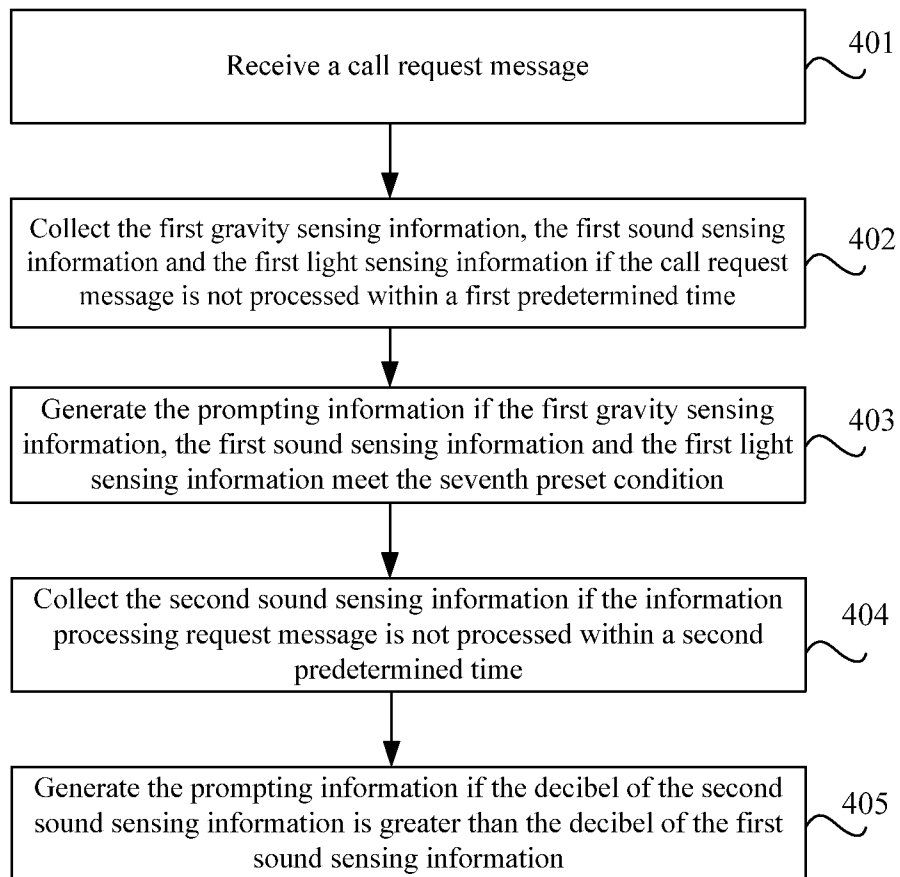 Receive a call request message
401
Collect the first gravity sensing information, the first sound sensing
information and the first light sensing information if the call request
message is not processed within a first predetermined time
402
Generate the prompting information if the first gravity sensing
information, the first sound sensing information and the first light
sensing information meet the seventh preset condition
403
Collect the second sound sensing information if the information
processing request message is not processed within a second
predetermined time
404
Generate the prompting information if the decibel of the second
sound sensing information is greater than the decibel of the first
sound sensing information
405